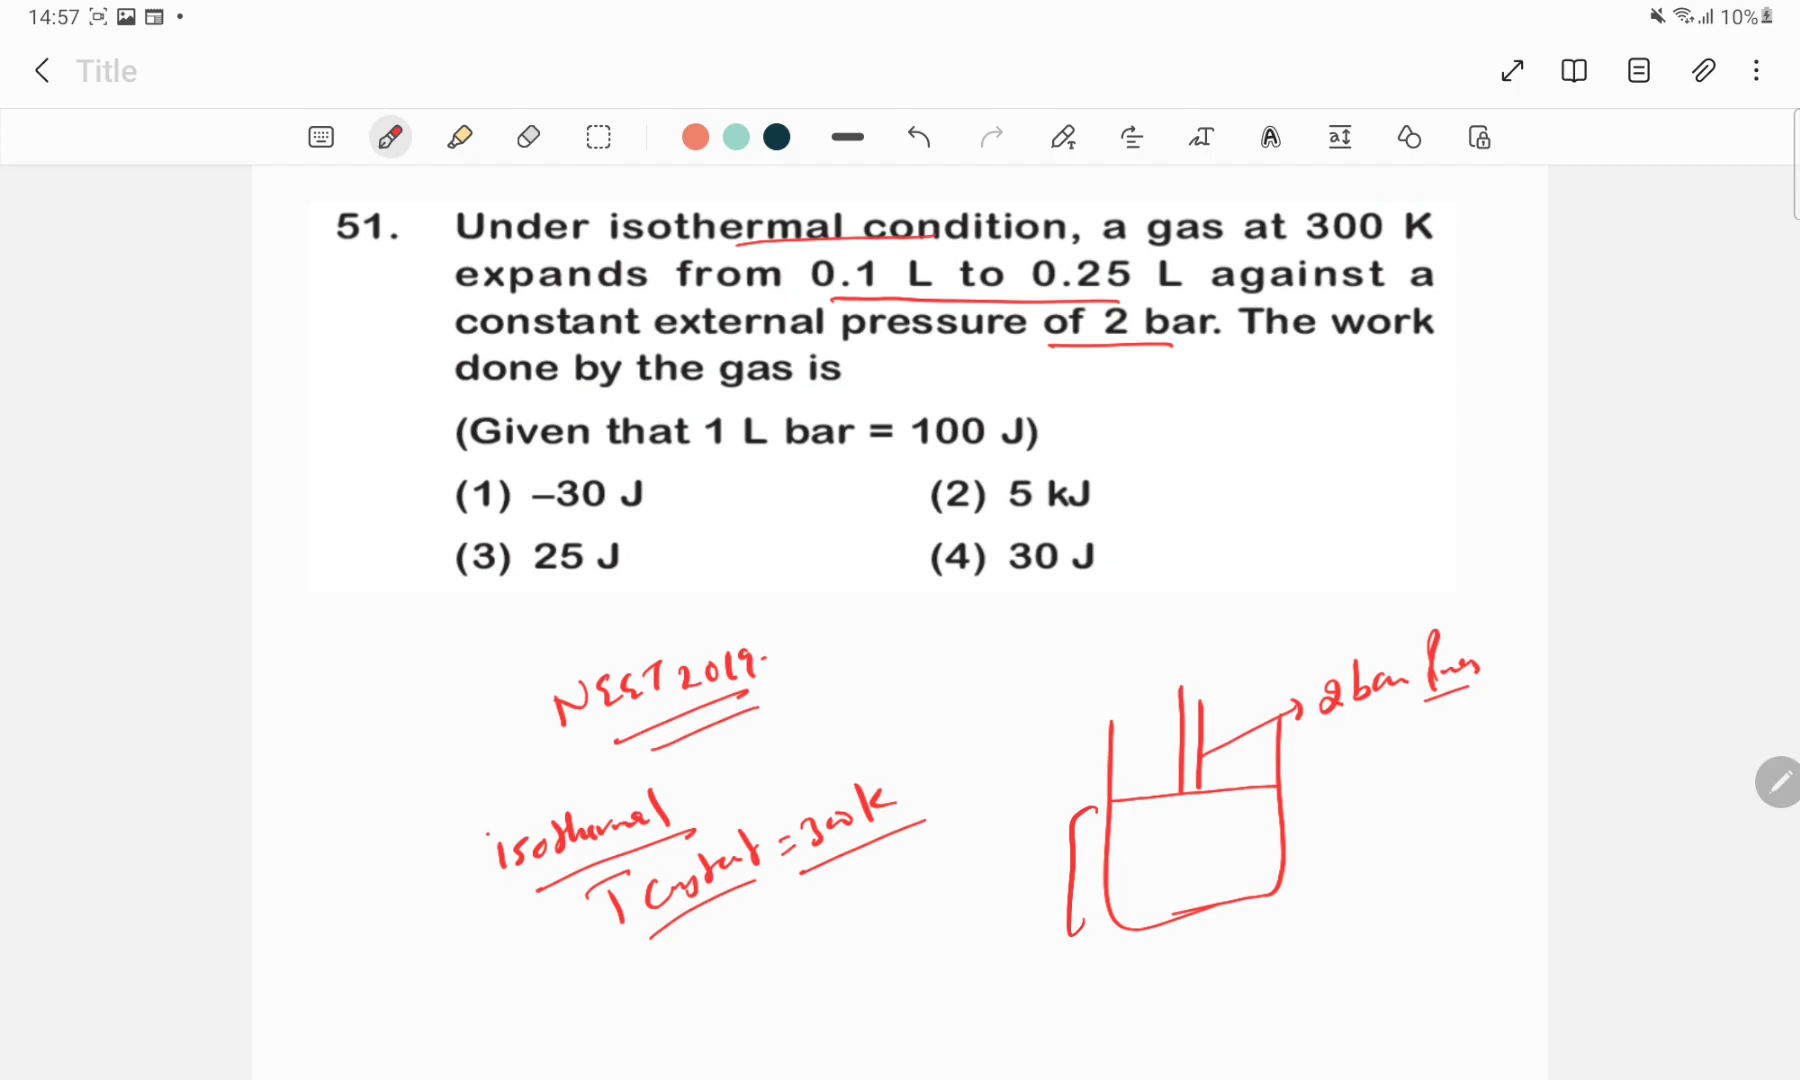 14:57
10%
Title
51. Under isothermal condition, a gas at 300 K
expands from 0.1 L to 0.25 L against a
constant external pressure of 2 bar. The work
done by the gas is
(Given that 1 L bar = 100 J)
(1) –30 J (2) 5 kJ
(3) 25 J (4) 30 J
NEET 2019.
2 bar
isothermal
T constant = 300 K